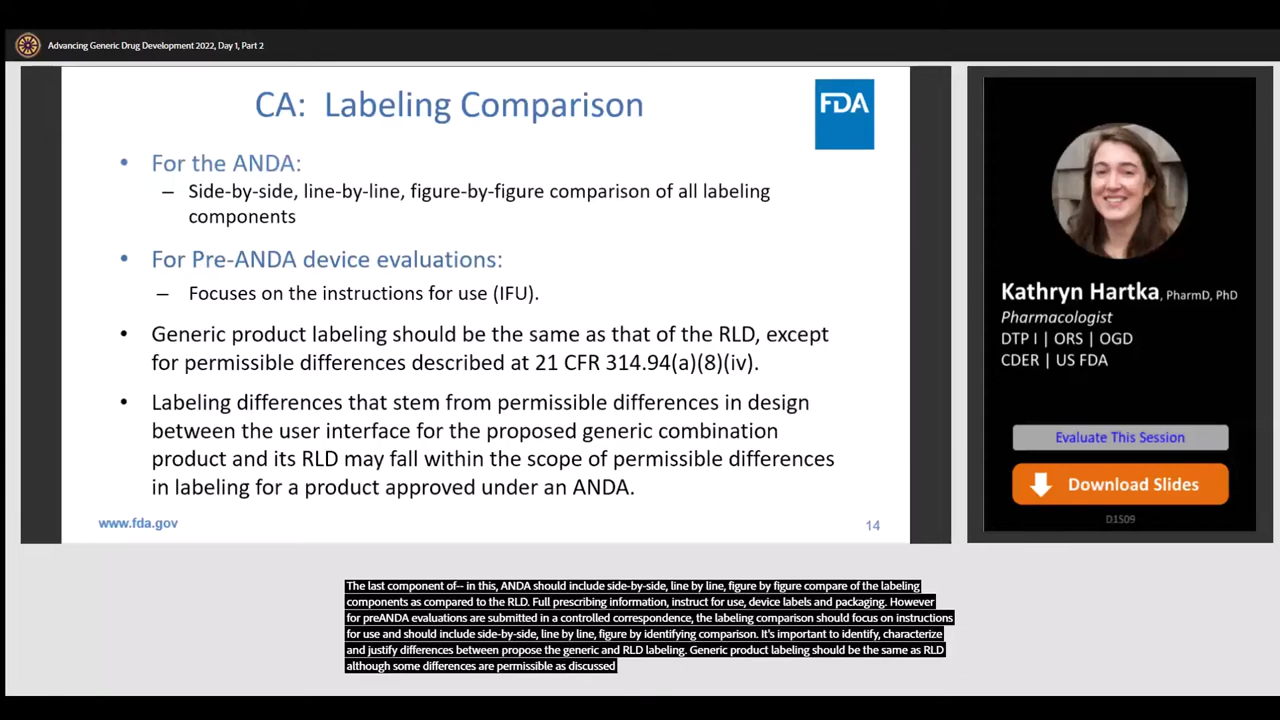 Advancing Generic Drug Development 2022, Day 1, Part 2
CA: Labeling Comparison
FDA
• For the ANDA:
– Side-by-side, line-by-line, figure-by-figure comparison of all labeling
components
• For Pre-ANDA device evaluations:
– Focuses on the instructions for use (IFU).
• Generic product labeling should be the same as that of the RLD, except
for permissible differences described at 21 CFR 314.94(a)(8)(iv).
• Labeling differences that stem from permissible differences in design
between the user interface for the proposed generic combination
product and its RLD may fall within the scope of permissible differences
in labeling for a product approved under an ANDA.
www.fda.gov
14
Kathryn Hartka, PharmD, PhD
Pharmacologist
DTP I | ORS | OGD
CDER | US FDA
Evaluate This Session
Download Slides
D1S09
The last component of-- in this, ANDA should include side-by-side, line by line, figure by figure compare of the labeling
components as compared to the RLD. Full prescribing information, instruct for use, device labels and packaging. However
for preANDA evaluations are submitted in a controlled correspondence, the labeling comparison should focus on instructions
for use and should include side-by-side, line by line, figure by identifying comparison. It's important to identify, characterize
and justify differences between propose the generic and RLD labeling. Generic product labeling should be the same as RLD
although some differences are permissible as discussed